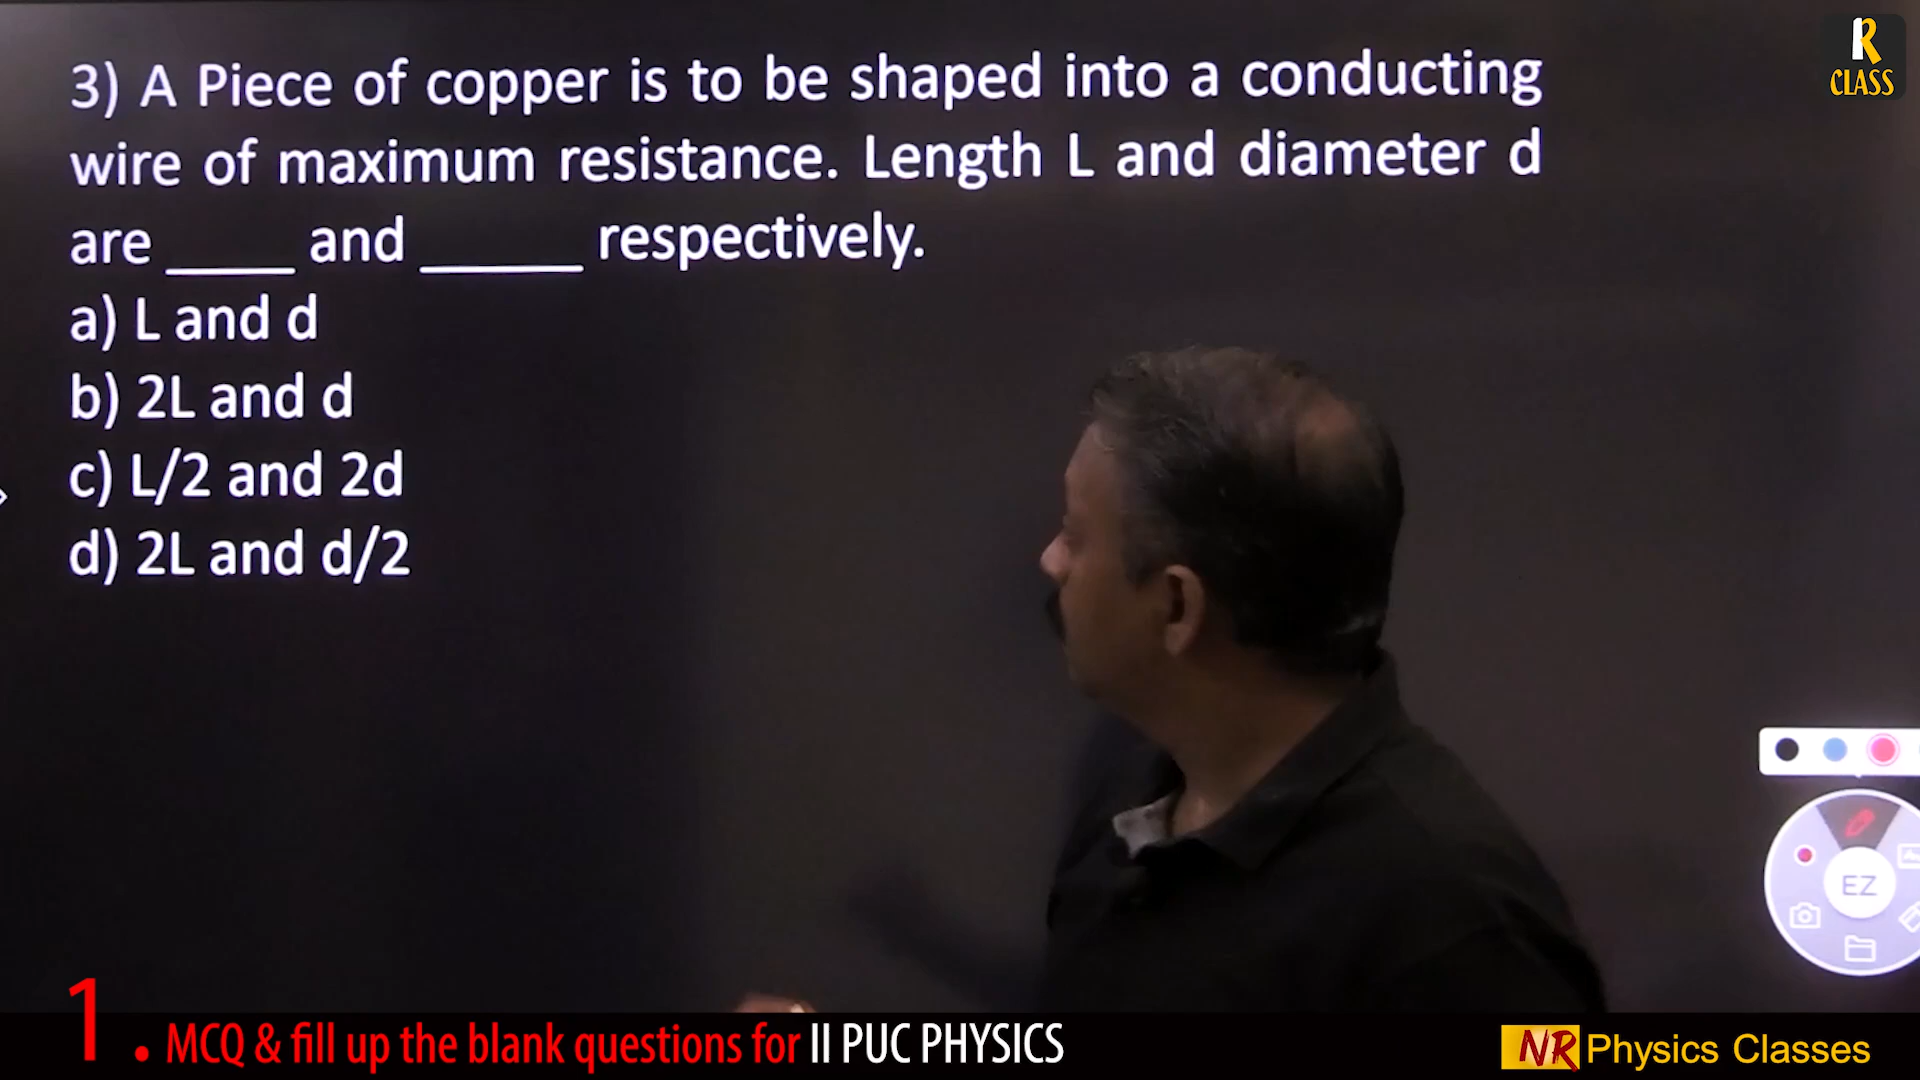 R
CLASS
3) A Piece of copper is to be shaped into a conducting
wire of maximum resistance. Length L and diameter d
are ____ and _____ respectively.
a) L and d
b) 2L and d
c) L/2 and 2d
d) 2L and d/2
EZ
1. MCQ & fill up the blank questions for II PUC PHYSICS
NR Physics Classes